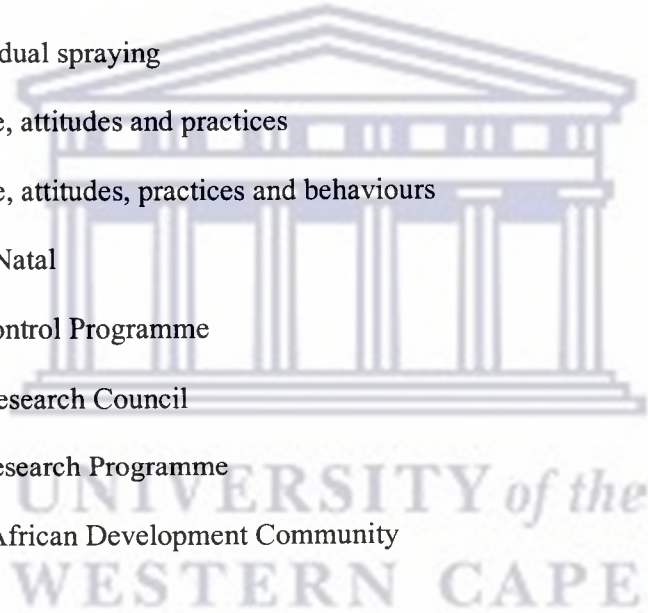 dual spraying
e, attitudes and practices
e, attitudes, practices and behaviours
Natal
ontrol Programme
esearch Council
esearch Programme
UNIVERSITY of the
African Development Community
WESTERN CAPE